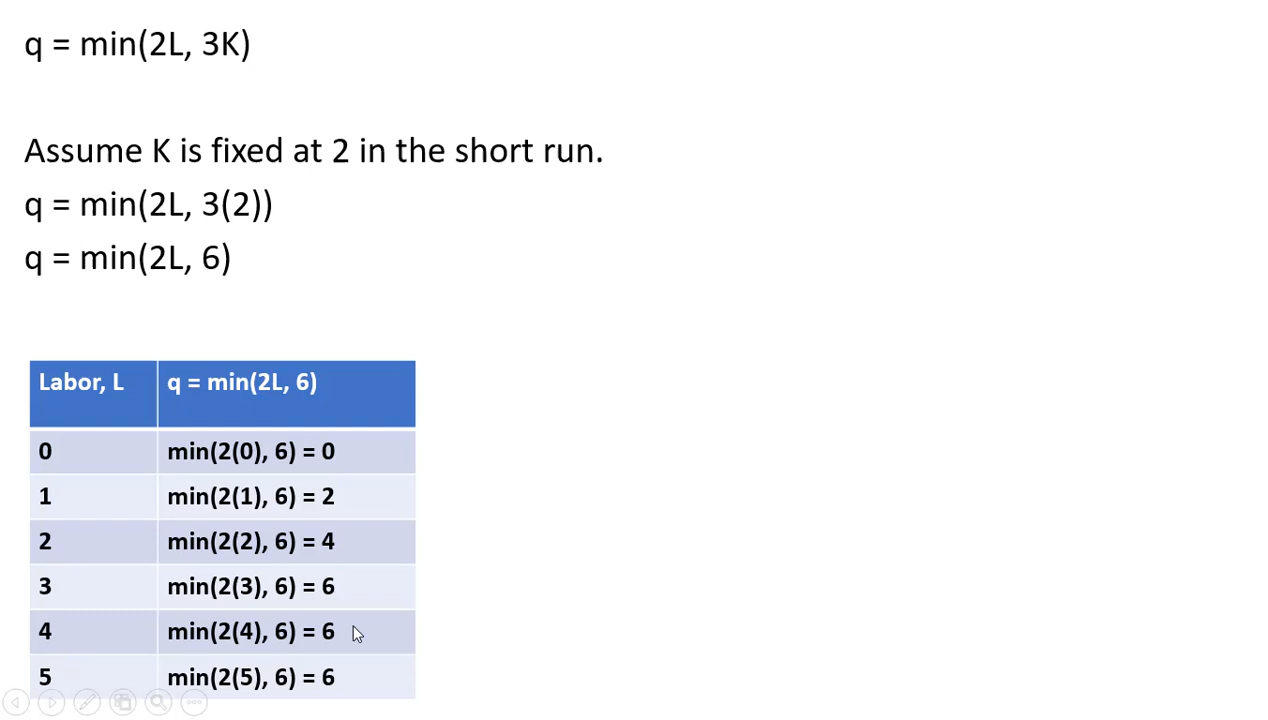 q = min(2L, 3K)
Assume K is fixed at 2 in the short run.
q = min(2L, 3(2))
q = min(2L, 6)
Labor, L q = min(2L, 6)
0 min(2(0), 6) = 0
1 min(2(1), 6) = 2
2 min(2(2), 6) = 4
3 min(2(3), 6) = 6
4 min(2(4), 6) = 6
5 min(2(5), 6) = 6